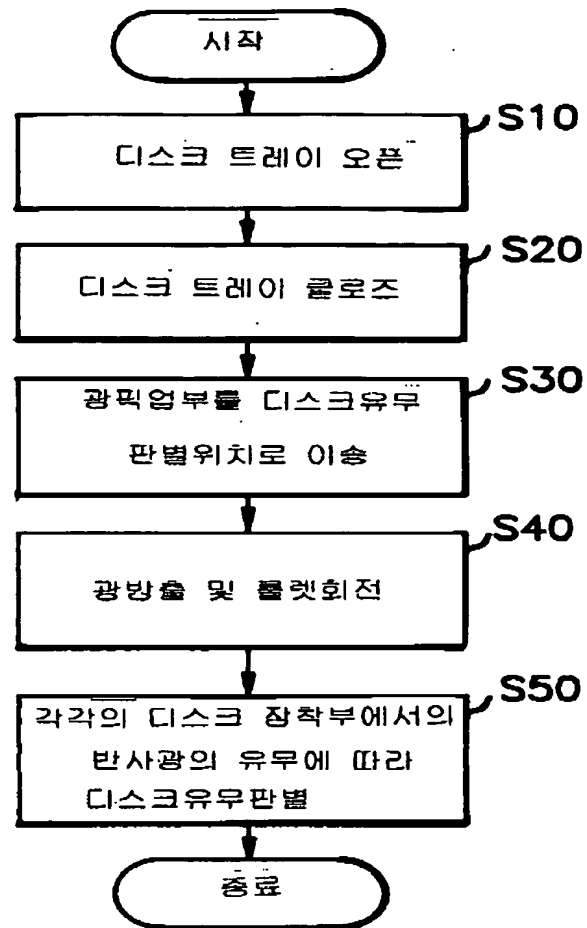 시작
S10
디스크 트레이 오픈
S20
디스크 트레이 클로즈
S30
광픽업부를 디스크유무
판별위치로 이송
S40
광방출 및 룰렛회전
S50
각각의 디스크 장착부에서의
반사광의 유무에 따라
디스크유무판별
종료